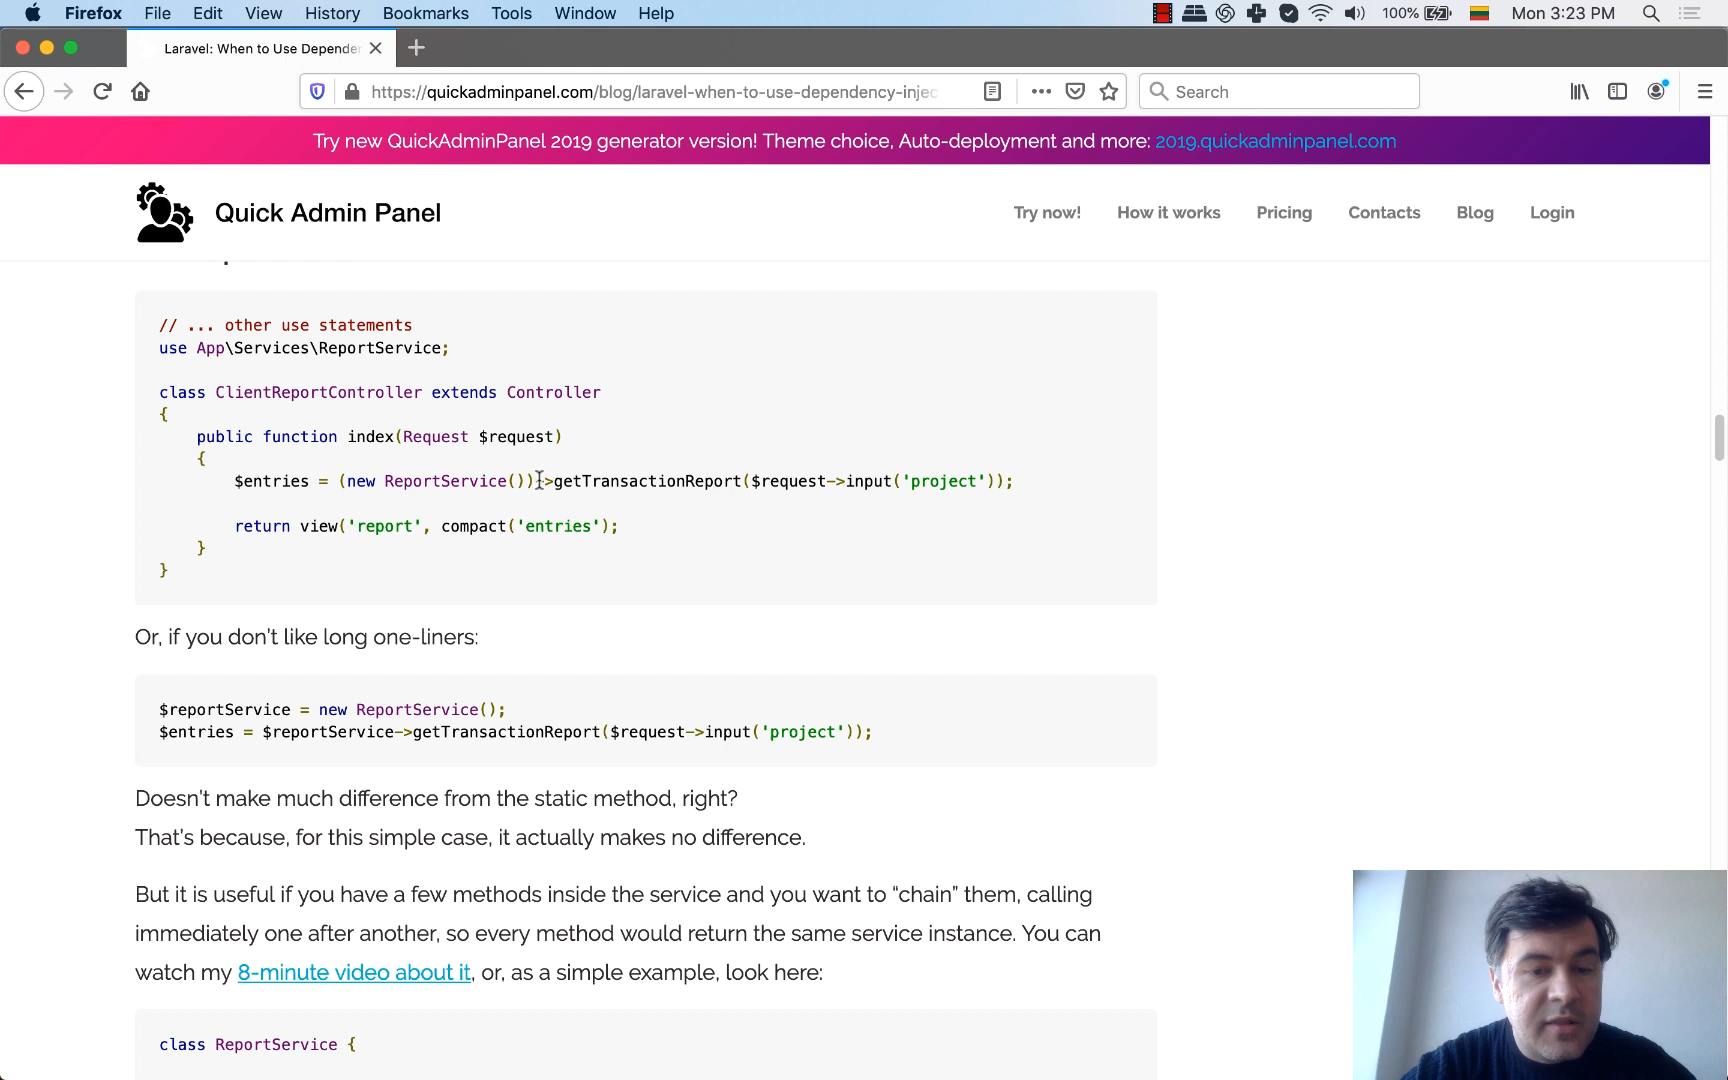 Firefox File Edit View History Bookmarks Tools Window Help 100% Mon 3:23 PM
Laravel: When to Use Depender
https://quickadminpanel.com/blog/laravel-when-to-use-dependency-injec Search
Try new QuickAdminPanel 2019 generator version! Theme choice, Auto-deployment and more: 2019.quickadminpanel.com
Quick Admin Panel Try now! How it works Pricing Contacts Blog Login
// ... other use statements
use App\Services\ReportService;
class ClientReportController extends Controller
{
public function index(Request $request)
{
$entries = (new ReportService())->getTransactionReport($request->input('project'));
return view('report', compact('entries');
}
}
Or, if you don't like long one-liners:
$reportService = new ReportService();
$entries = $reportService->getTransactionReport($request->input('project'));
Doesn't make much difference from the static method, right?
That's because, for this simple case, it actually makes no difference.
But it is useful if you have a few methods inside the service and you want to “chain” them, calling
immediately one after another, so every method would return the same service instance. You can
watch my 8-minute video about it, or, as a simple example, look here:
class ReportService {